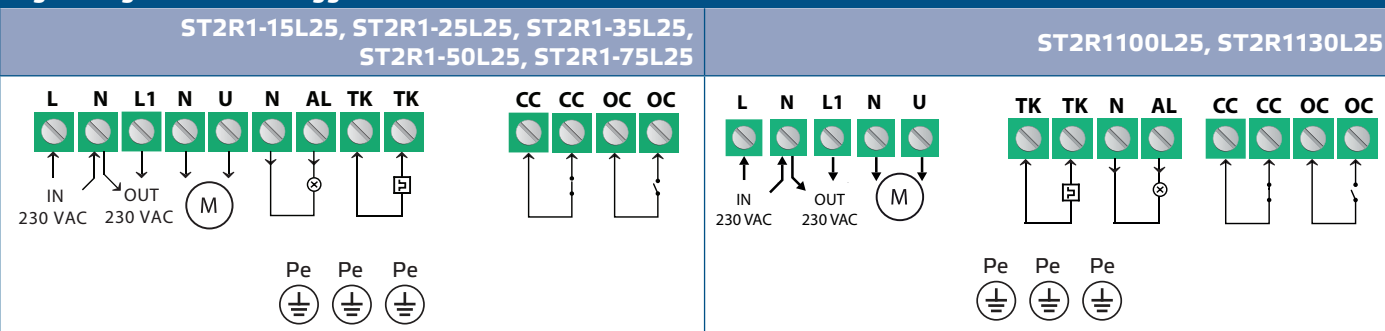 ST2R1-15L25, ST2R1-25L25, ST2R1-35L25,
ST2R1-50L25, ST2R1-75L25
L N L1 N U N AL TK TK
CC CC OC OC
IN
230 VAC
OUT
230 VAC
M
Pe Pe Pe
ST2R1100L25, ST2R1130L25
L N L1 N U
TK TK N AL
CC CC OC OC
IN
230 VAC
OUT
230 VAC
M
Pe Pe Pe